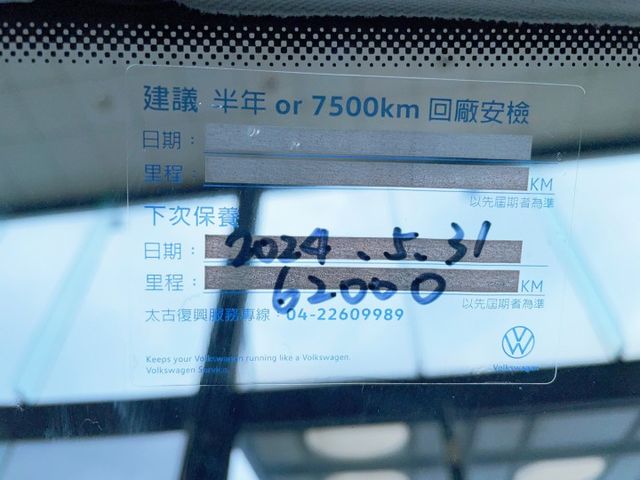 建議 半年 or 7500km 回廠安檢
日期：
里程： KM
以先屆期者為準
下次保養
日期： 2024.5.31
里程： 62000 KM
以先屆期者為準
太古復興服務專線：04-22609989
Keeps your Volkswagen running like a Volkswagen.
Volkswagen Service.
Volkswagen